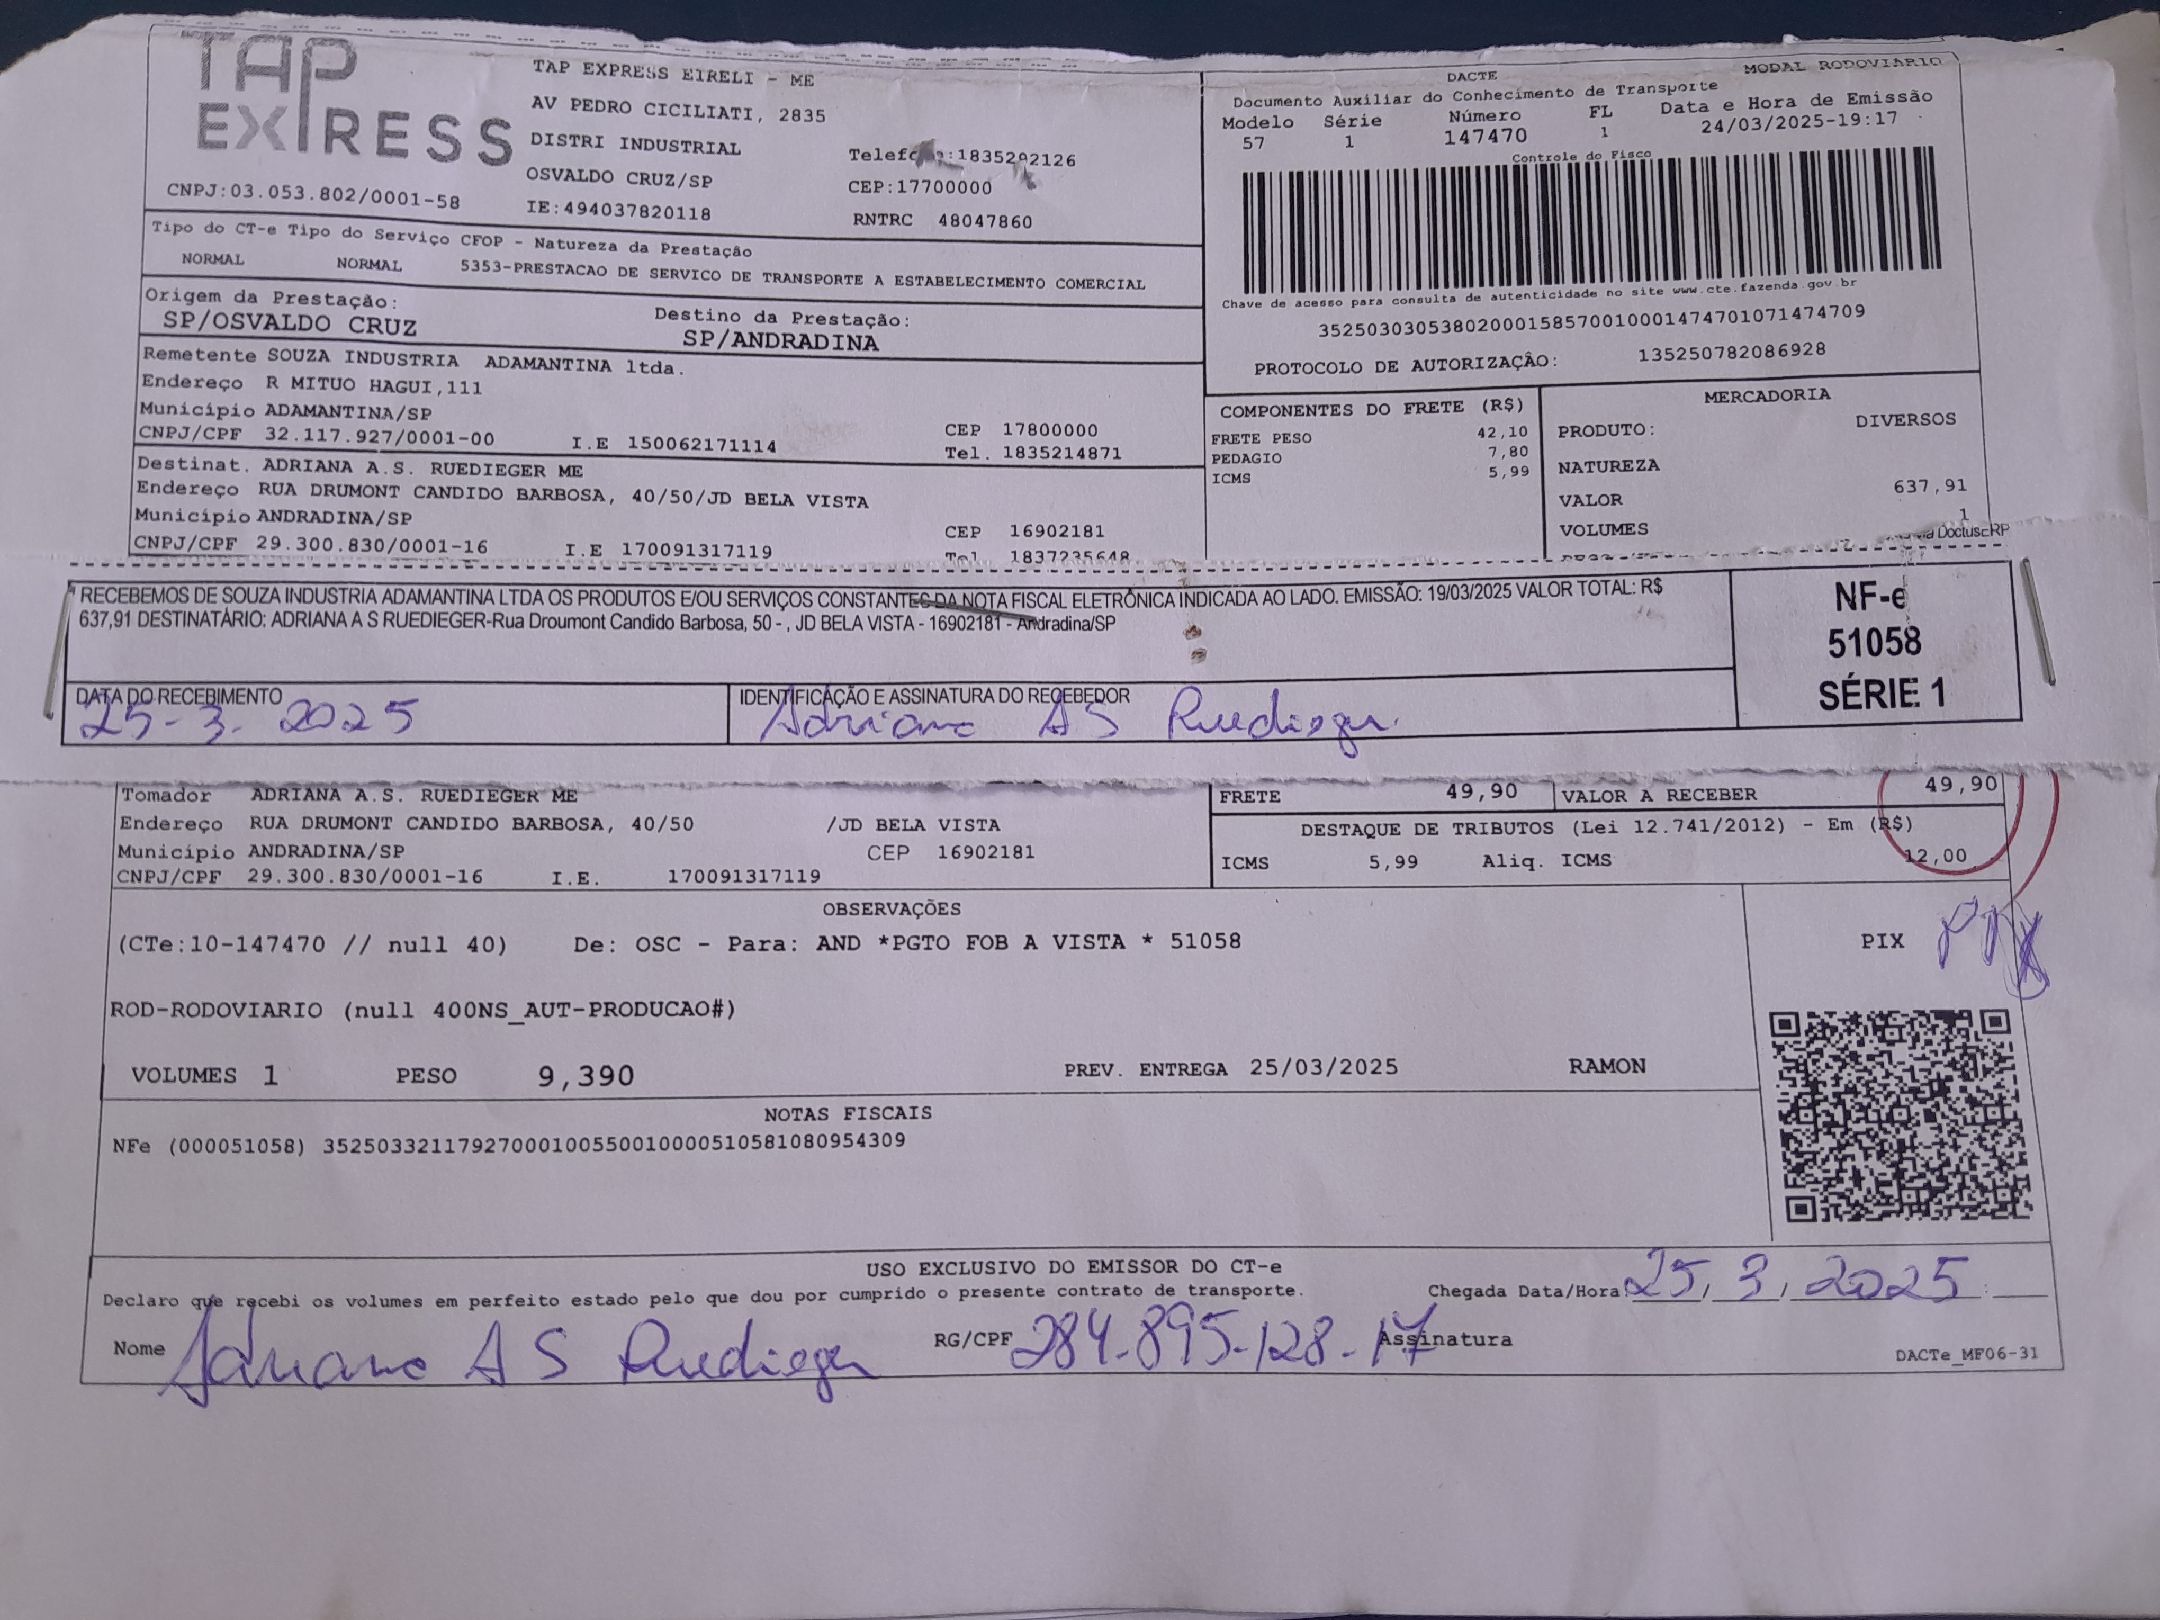 TAP EXPRESS
TAP EXPRESS EIRELI - ME
AV PEDRO CICILIATI, 2835
DISTRI INDUSTRIAL
OSVALDO CRUZ/SP
IE:494037820118
CEP:17700000
RNTRC 48047860
CNPJ:03.053.802/0001-58
DACTE
MODAL RODOVIARIO
Documento Auxiliar do Conhecimento de Transporte
Modelo Série Número FL Data e Hora de Emissão
57 1 147470 1 24/03/2025-19:17
Controle do Fisco
Chave de acesso para consulta de autenticidade no site www.cte.fazenda.gov.br
35250303053802000158570010001474701071474709
PROTOCOLO DE AUTORIZAÇÃO: 135250782086928
Tipo do CT-e Tipo do Serviço CFOP - Natureza da Prestação
NORMAL NORMAL 5353-PRESTACAO DE SERVICO DE TRANSPORTE A ESTABELECIMENTO COMERCIAL
Origem da Prestação: Destino da Prestação:
SP/OSVALDO CRUZ SP/ANDRADINA
Remetente SOUZA INDUSTRIA ADAMANTINA ltda.
Endereço R MITUO HAGUI,111
Município ADAMANTINA/SP CEP 17800000
CNPJ/CPF 32.117.927/0001-00 I.E 150062171114 Tel. 1835214871
Destinat. ADRIANA A.S. RUEDIEGER ME
Endereço RUA DRUMONT CANDIDO BARBOSA, 40/50/JD BELA VISTA
Município ANDRADINA/SP CEP 16902181
CNPJ/CPF 29.300.830/0001-16 I.E 170091317119 Tel 1837235648
COMPONENTES DO FRETE (R$)
FRETE PESO 42,10
PEDAGIO 7,80
ICMS 5,99
MERCADORIA
PRODUTO: DIVERSOS
NATUREZA
VALOR 637,91
VOLUMES 1
DoctusERP
RECEBEMOS DE SOUZA INDUSTRIA ADAMANTINA LTDA OS PRODUTOS E/OU SERVIÇOS CONSTANTES DA NOTA FISCAL ELETRÔNICA INDICADA AO LADO. EMISSÃO: 19/03/2025 VALOR TOTAL: R$
637,91 DESTINATÁRIO: ADRIANA A S RUEDIEGER-Rua Droumont Candido Barbosa, 50 - , JD BELA VISTA - 16902181 - Andradina/SP
NF-e
51058
SÉRIE 1
DATA DO RECEBIMENTO IDENTIFICAÇÃO E ASSINATURA DO RECEBEDOR
25-3-2025 Adriana A S Ruedieger
Tomador ADRIANA A.S. RUEDIEGER ME
Endereço RUA DRUMONT CANDIDO BARBOSA, 40/50 /JD BELA VISTA
Município ANDRADINA/SP CEP 16902181
CNPJ/CPF 29.300.830/0001-16 I.E. 170091317119
FRETE 49,90 VALOR A RECEBER 49,90
DESTAQUE DE TRIBUTOS (Lei 12.741/2012) - Em (R$)
ICMS 5,99 Aliq. ICMS 12,00
OBSERVAÇÕES
(CTe:10-147470 // null 40) De: OSC - Para: AND *PGTO FOB A VISTA * 51058
PIX
ROD-RODOVIARIO (null 400NS_AUT-PRODUCAO#)
VOLUMES 1 PESO 9,390 PREV. ENTREGA 25/03/2025 RAMON
NOTAS FISCAIS
NFe (000051058) 35250332117927000100550010000510581080954309
USO EXCLUSIVO DO EMISSOR DO CT-e
Declaro que recebi os volumes em perfeito estado pelo que dou por cumprido o presente contrato de transporte. Chegada Data/Hora 25,3,2025
Nome Adriana A S Ruedieger RG/CPF 284-895-128-17 Assinatura
DACTe_MF06-31